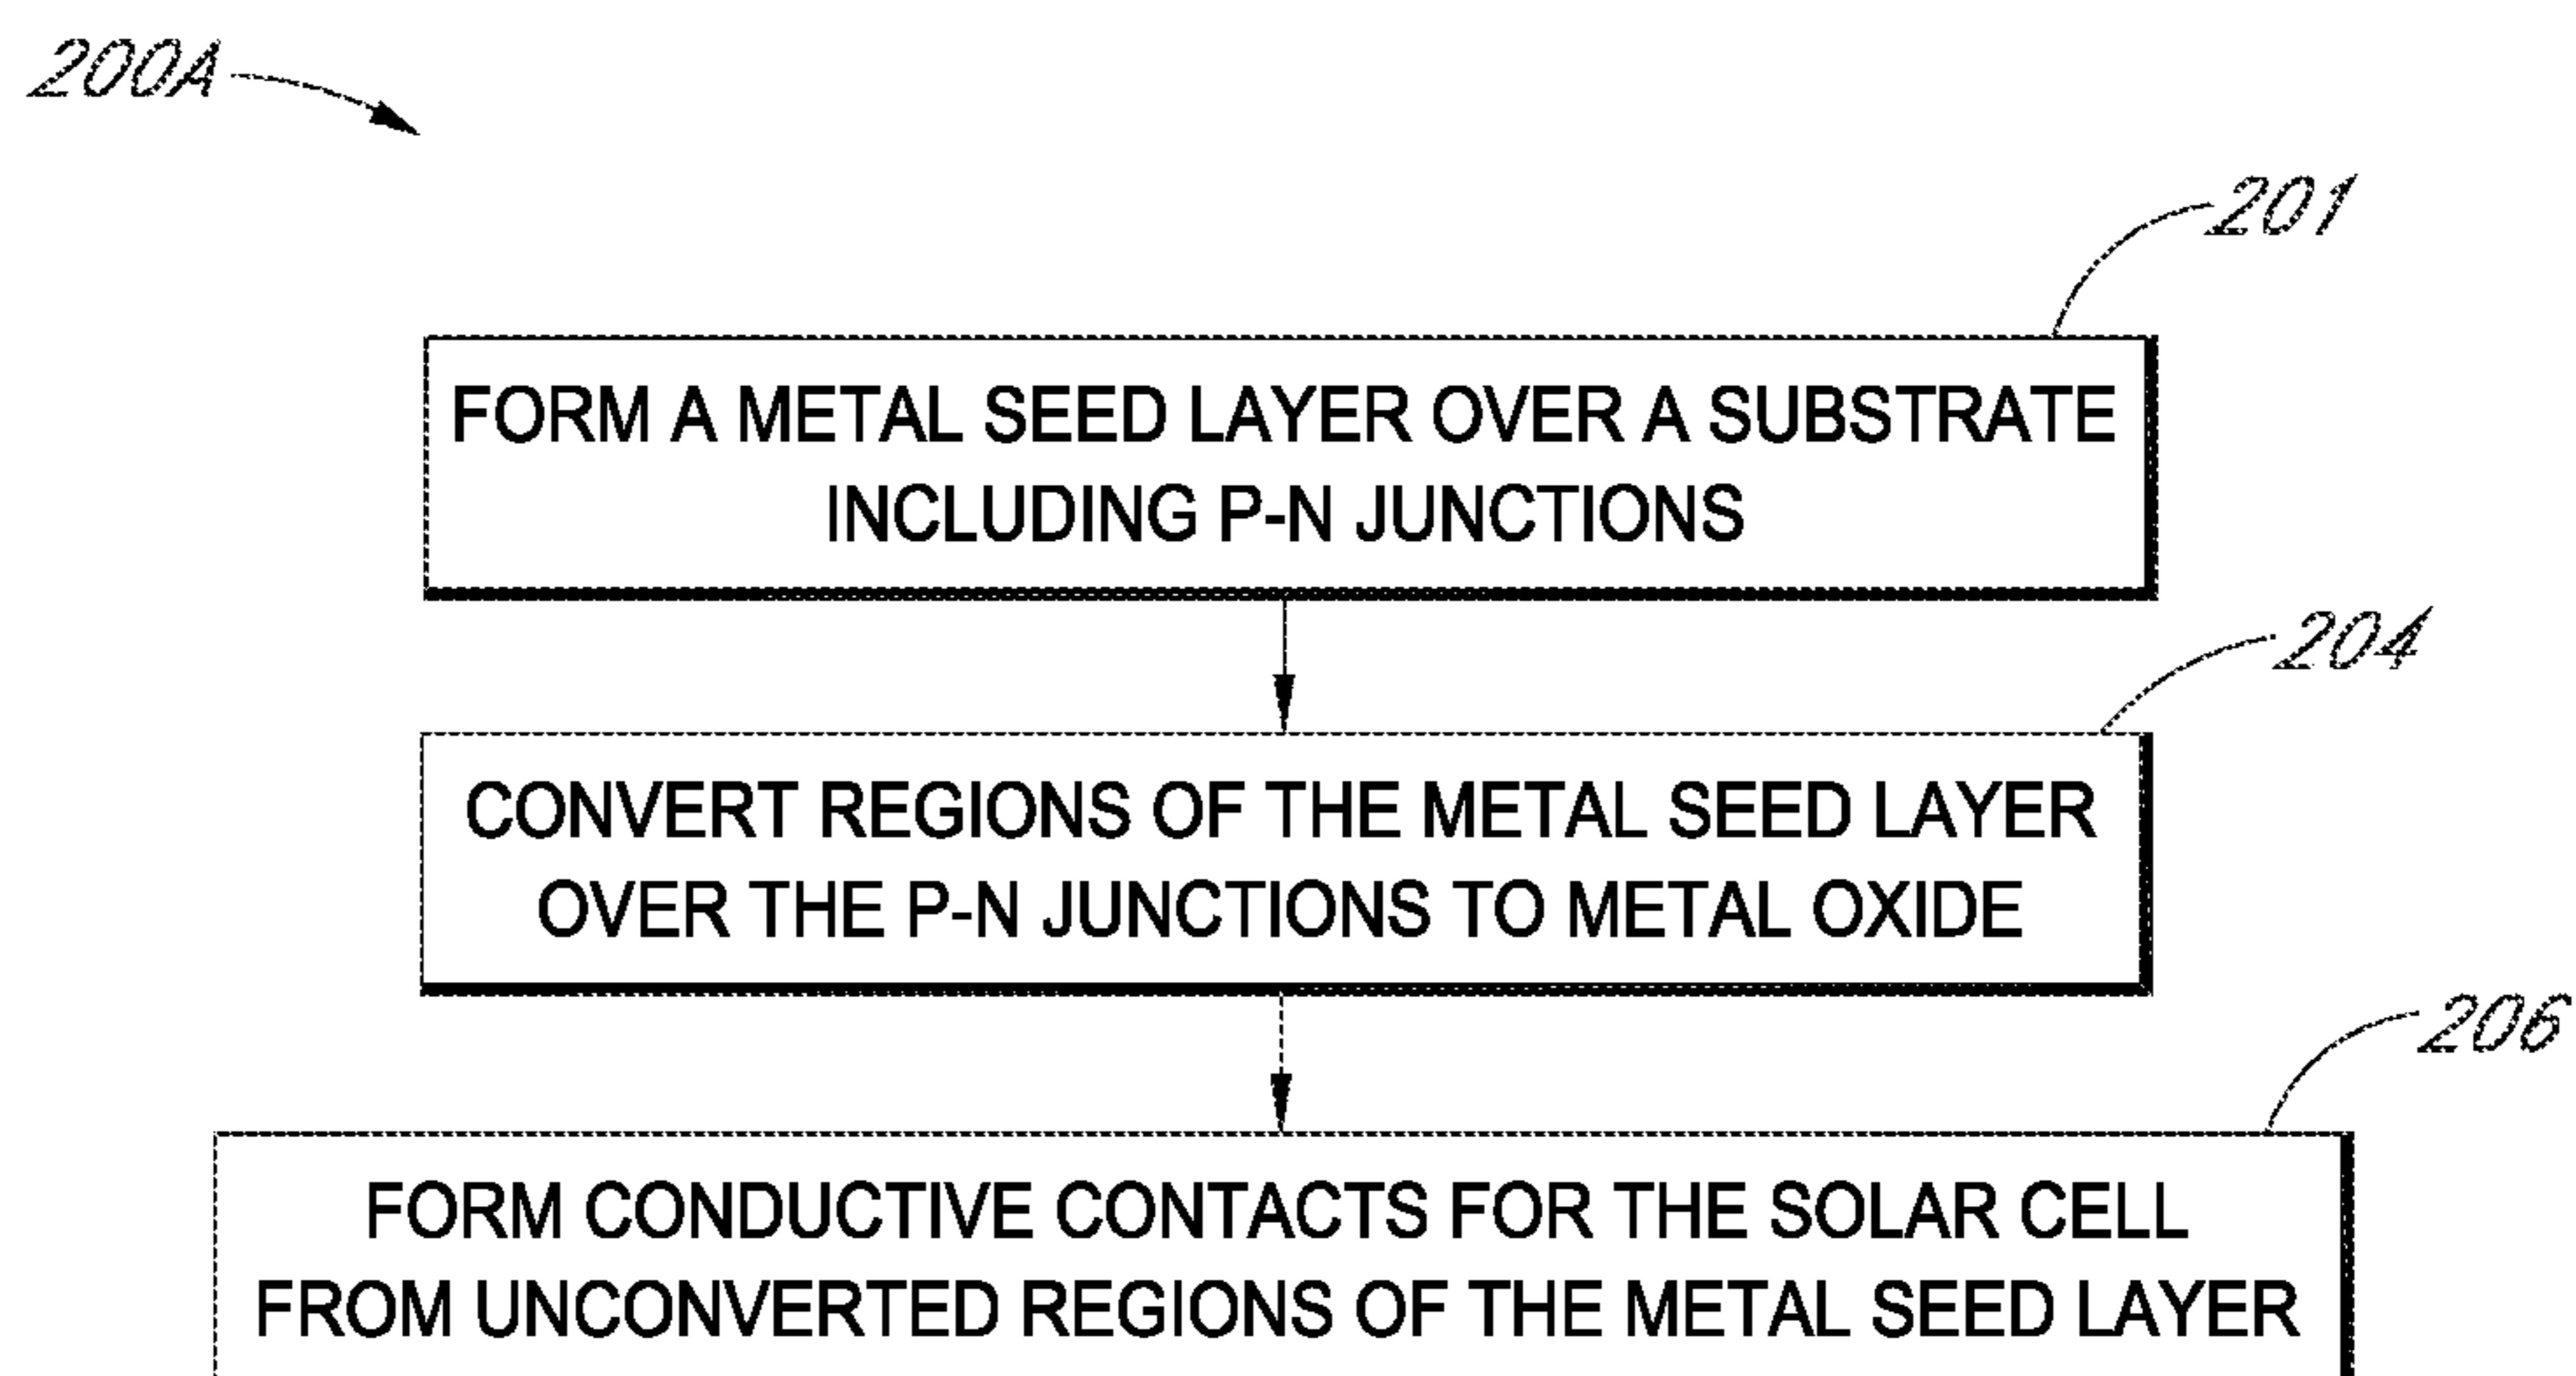 200A
201
FORM A METAL SEED LAYER OVER A SUBSTRATE
INCLUDING P-N JUNCTIONS
204
CONVERT REGIONS OF THE METAL SEED LAYER
OVER THE P-N JUNCTIONS TO METAL OXIDE
206
FORM CONDUCTIVE CONTACTS FOR THE SOLAR CELL
FROM UNCONVERTED REGIONS OF THE METAL SEED LAYER